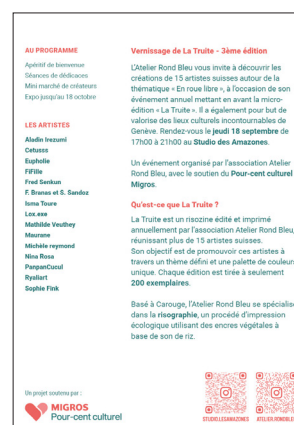 AU PROGRAMME
Apéritif de bienvenue
Séances de dédicaces
Mini marché de créateurs
Expo jusqu'au 18 octobre
LES ARTISTES
Aladin Irezumi
Cetusss
Eupholie
FiFille
Fred Senkun
F. Branas et S. Sandoz
Isma Toure
Lox.exe
Mathilde Veuthey
Maurane
Michèle reymond
Nina Rosa
PanpanCucul
Ryaliart
Sophie Fink
Vernissage de La Truite - 3ème édition
L'Atelier Rond Bleu vous invite à découvrir les
créations de 15 artistes suisses autour de la
thématique « En roue libre », à l'occasion de son
événement annuel mettant en avant la micro-
édition « La Truite ». Il a également pour but de
valorise des lieux culturels incontournables de
Genève. Rendez-vous le jeudi 18 septembre de
17h00 à 21h00 au Studio des Amazones.
Un événement organisé par l'association Atelier
Rond Bleu, avec le soutien du Pour-cent culturel
Migros.
Qu'est-ce que La Truite ?
La Truite est un risozine édité et imprimé
annuellement par l'association Atelier Rond Bleu,
réunissant plus de 15 artistes suisses.
Son objectif est de promouvoir ces artistes à
travers un thème défini et une palette de couleurs
unique. Chaque édition est tirée à seulement
200 exemplaires.
Basé à Carouge, l'Atelier Rond Bleu se spécialise
dans la risographie, un procédé d'impression
écologique utilisant des encres végétales à
base de son de riz.
Un projet soutenu par :
MIGROS
Pour-cent culturel
STUDIO.LESAMAZONES
ATELIER.RONDBLE